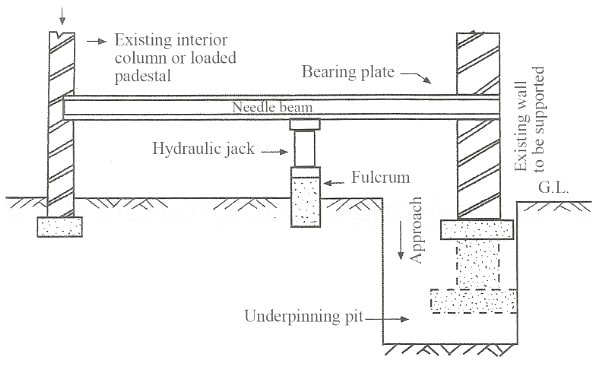 Existing interior
column or loaded
padestal
Bearing plate
Needle beam
Existing wall
to be supported
Hydraulic jack
Fulcrum
G.L.
Approach
Underpinning pit